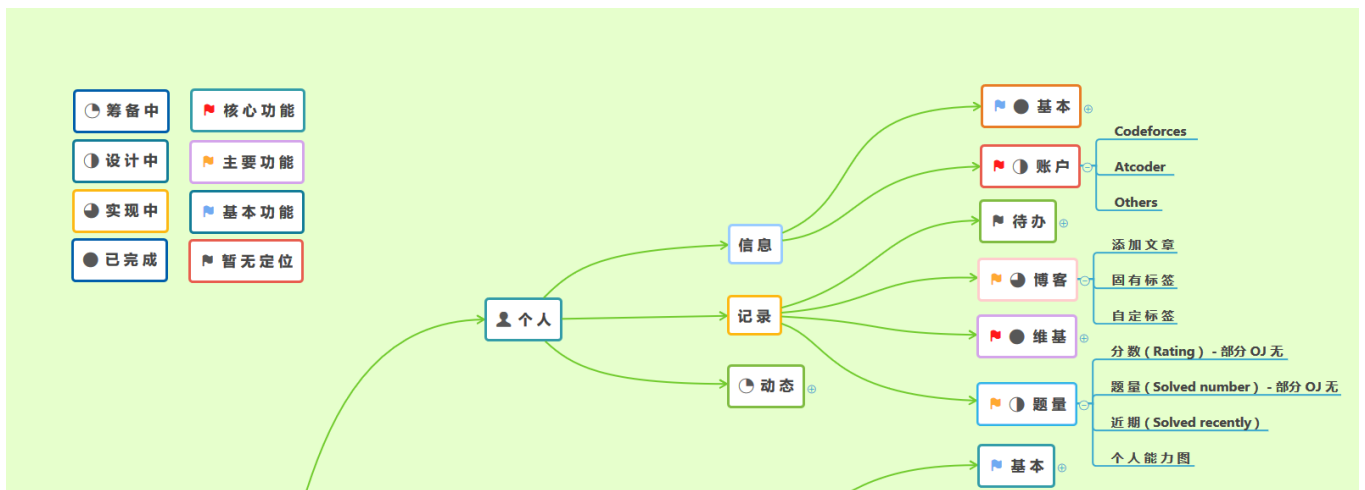 筹备中
核心功能
设计中
主要功能
实现中
基本功能
已完成
暂无定位
个人
信息
基本
账户
Codeforces
Atcoder
Others
记录
待办
博客
添加文章
固有标签
自定标签
维基
题量
分数（Rating）- 部分 OJ 无
题量（Solved number）- 部分 OJ 无
近期（Solved recently）
个人能力图
动态
基本